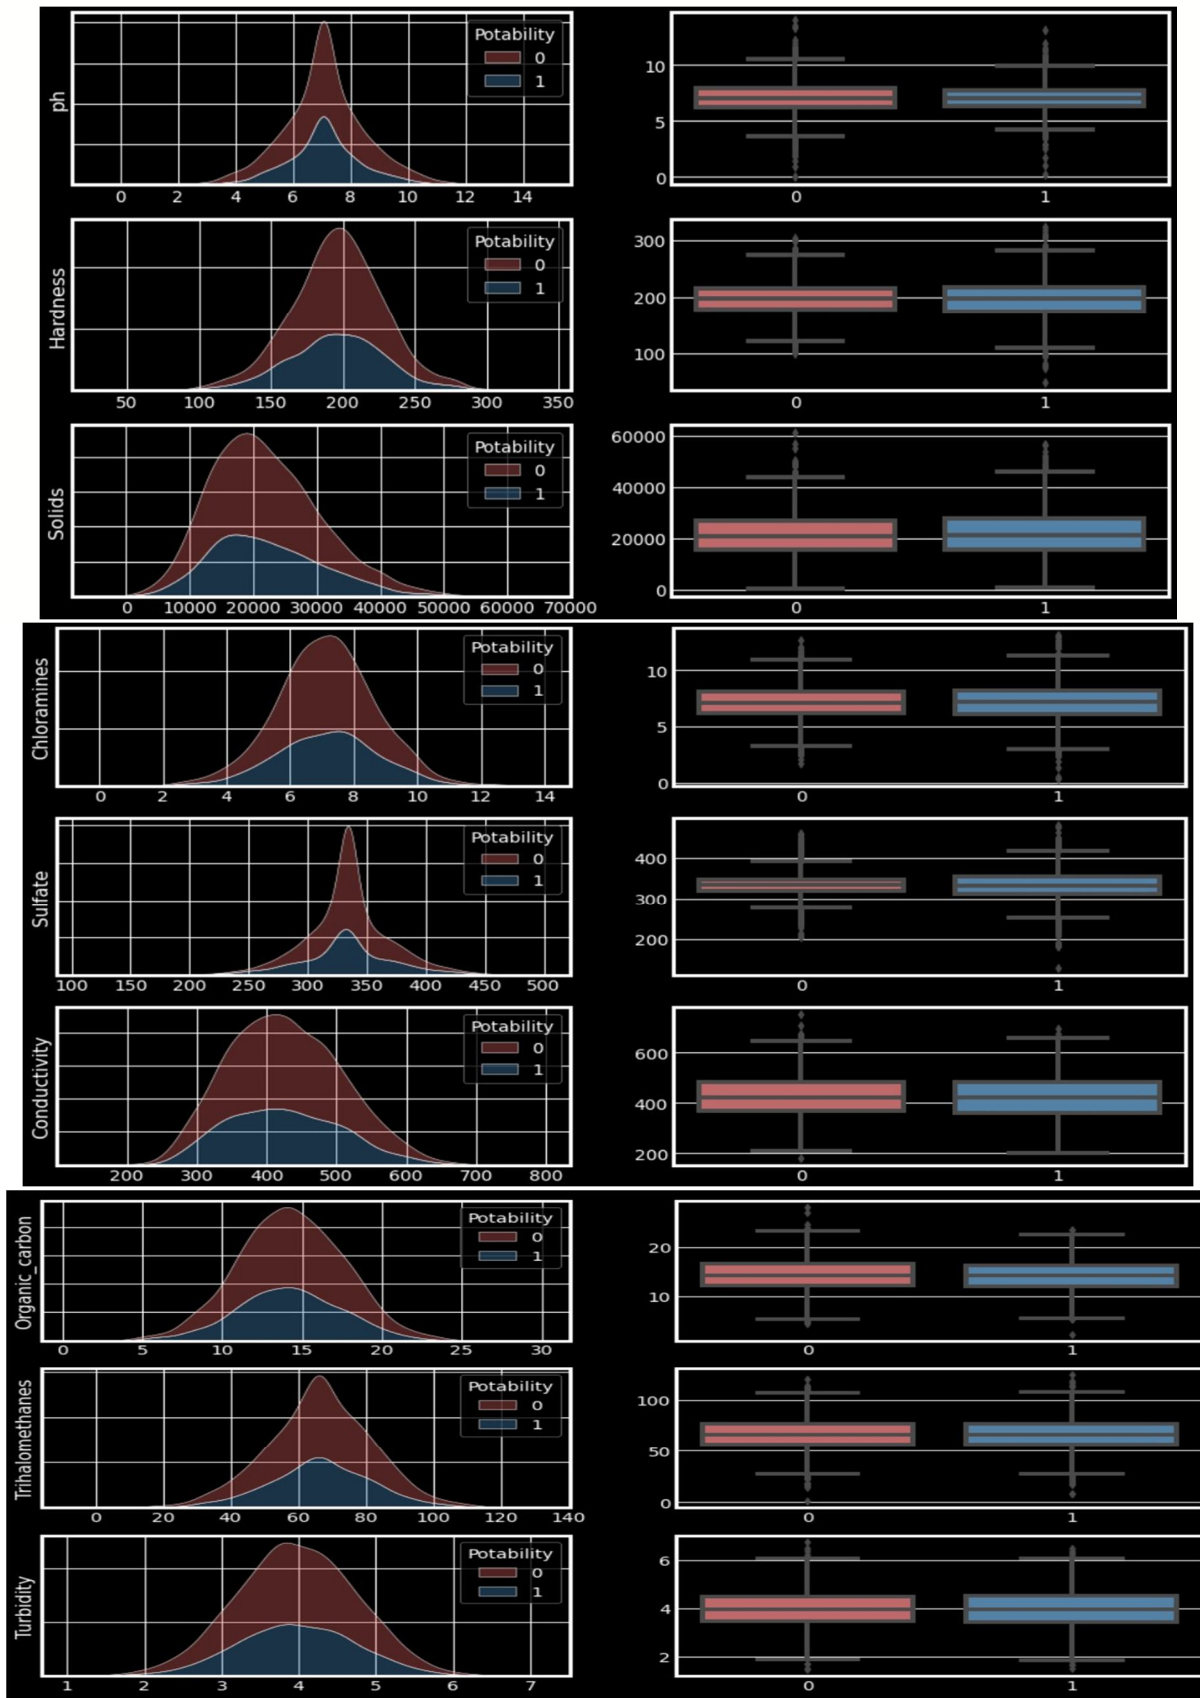 ph
Potability
0
1
0 2 4 6 8 10 12 14
10
5
0
0 1
Hardness
Potability
0
1
50 100 150 200 250 300 350
300
200
100
0 1
Solids
Potability
0
1
0 10000 20000 30000 40000 50000 60000 70000
60000
40000
20000
0
0 1
Chloramines
Potability
0
1
0 2 4 6 8 10 12 14
10
5
0
0 1
Sulfate
Potability
0
1
100 150 200 250 300 350 400 450 500
400
300
200
0 1
Conductivity
Potability
0
1
200 300 400 500 600 700 800
600
400
200
0 1
Organic_carbon
Potability
0
1
0 5 10 15 20 25 30
20
10
0 1
Trihalomethanes
Potability
0
1
0 20 40 60 80 100 120 140
100
50
0
0 1
Turbidity
Potability
0
1
1 2 3 4 5 6 7
6
4
2
0 1